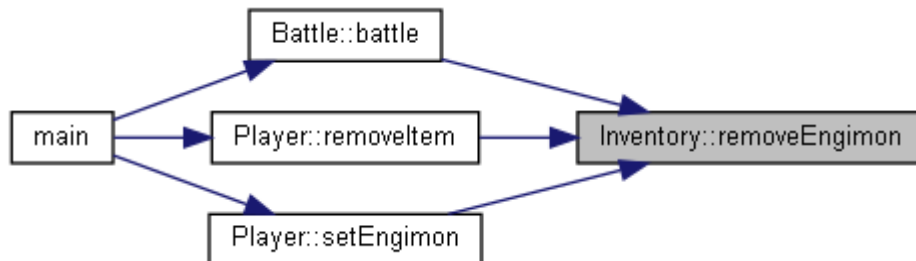 Battle::battle
main
Player::removeItem
Inventory::removeEngimon
Player::setEngimon